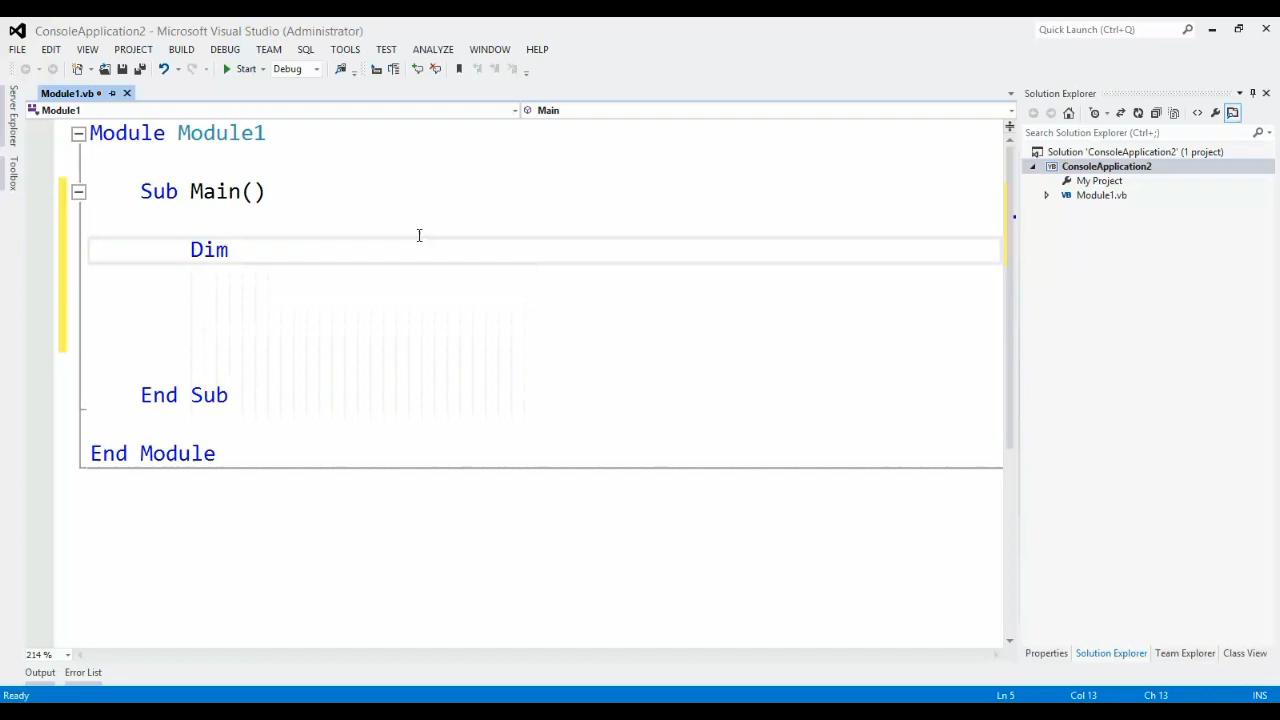 ConsoleApplication2 - Microsoft Visual Studio (Administrator)
Quick Launch (Ctrl+Q)
FILE EDIT VIEW PROJECT BUILD DEBUG TEAM SQL TOOLS TEST ANALYZE WINDOW HELP
Start Debug
Module1.vb
Solution Explorer
Module1
Main
Server Explorer
Toolbox
Module Module1
Sub Main()
Dim
End Sub
End Module
Search Solution Explorer (Ctrl+;)
Solution 'ConsoleApplication2' (1 project)
ConsoleApplication2
My Project
Module1.vb
214 %
Properties Solution Explorer Team Explorer Class View
Output Error List
Ready Ln 5 Col 13 Ch 13 INS